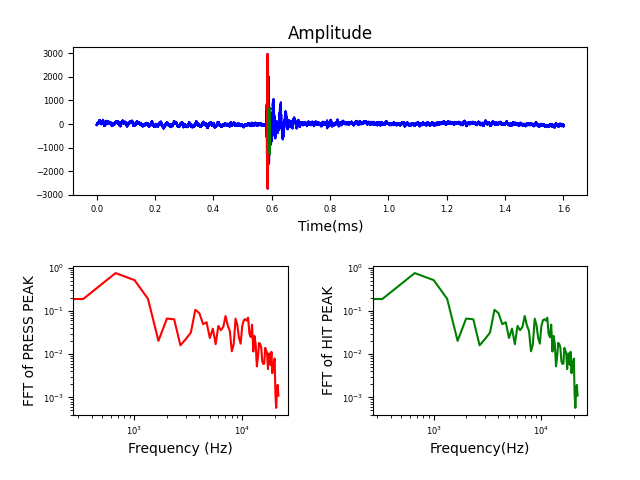 Amplitude
3000
2000
1000
0
−1000
−2000
−3000
0.0 0.2 0.4 0.6 0.8 1.0 1.2 1.4 1.6
Time(ms)
FFT of PRESS PEAK
10⁰
10⁻¹
10⁻²
10⁻³
10³ 10⁴
Frequency (Hz)
FFT of HIT PEAK
10⁰
10⁻¹
10⁻²
10⁻³
10³ 10⁴
Frequency(Hz)